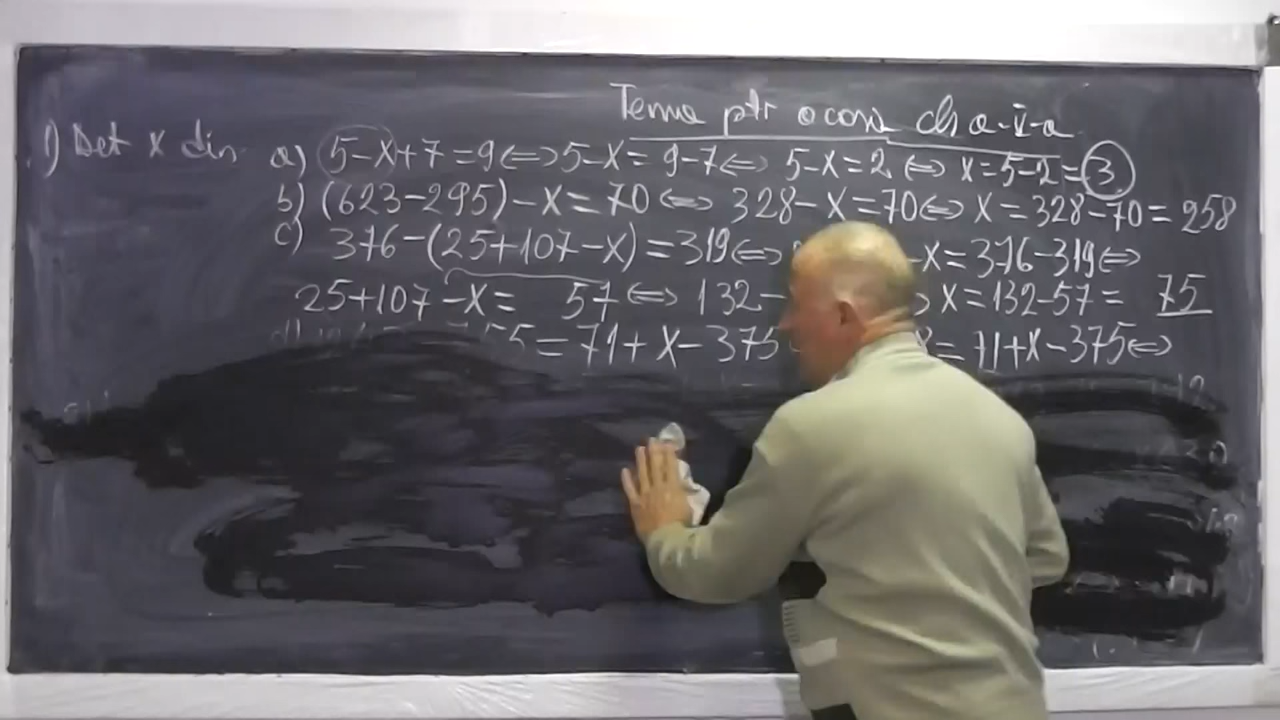 Tema ptr acasă cls a-V-a
1) Det x din a) 5-x+7=9⇔5-x=9-7⇔ 5-x=2 ⇔ x=5-2=3
b) (623-295)-x=70⇔ 328-x=70⇔ x=328-70=258
c) 376-(25+107-x)=319⇔ -x=376-319⇔
25+107-x= 57⇔ 132- x=132-57= 75
=71+x-375 =71+x-375⇔